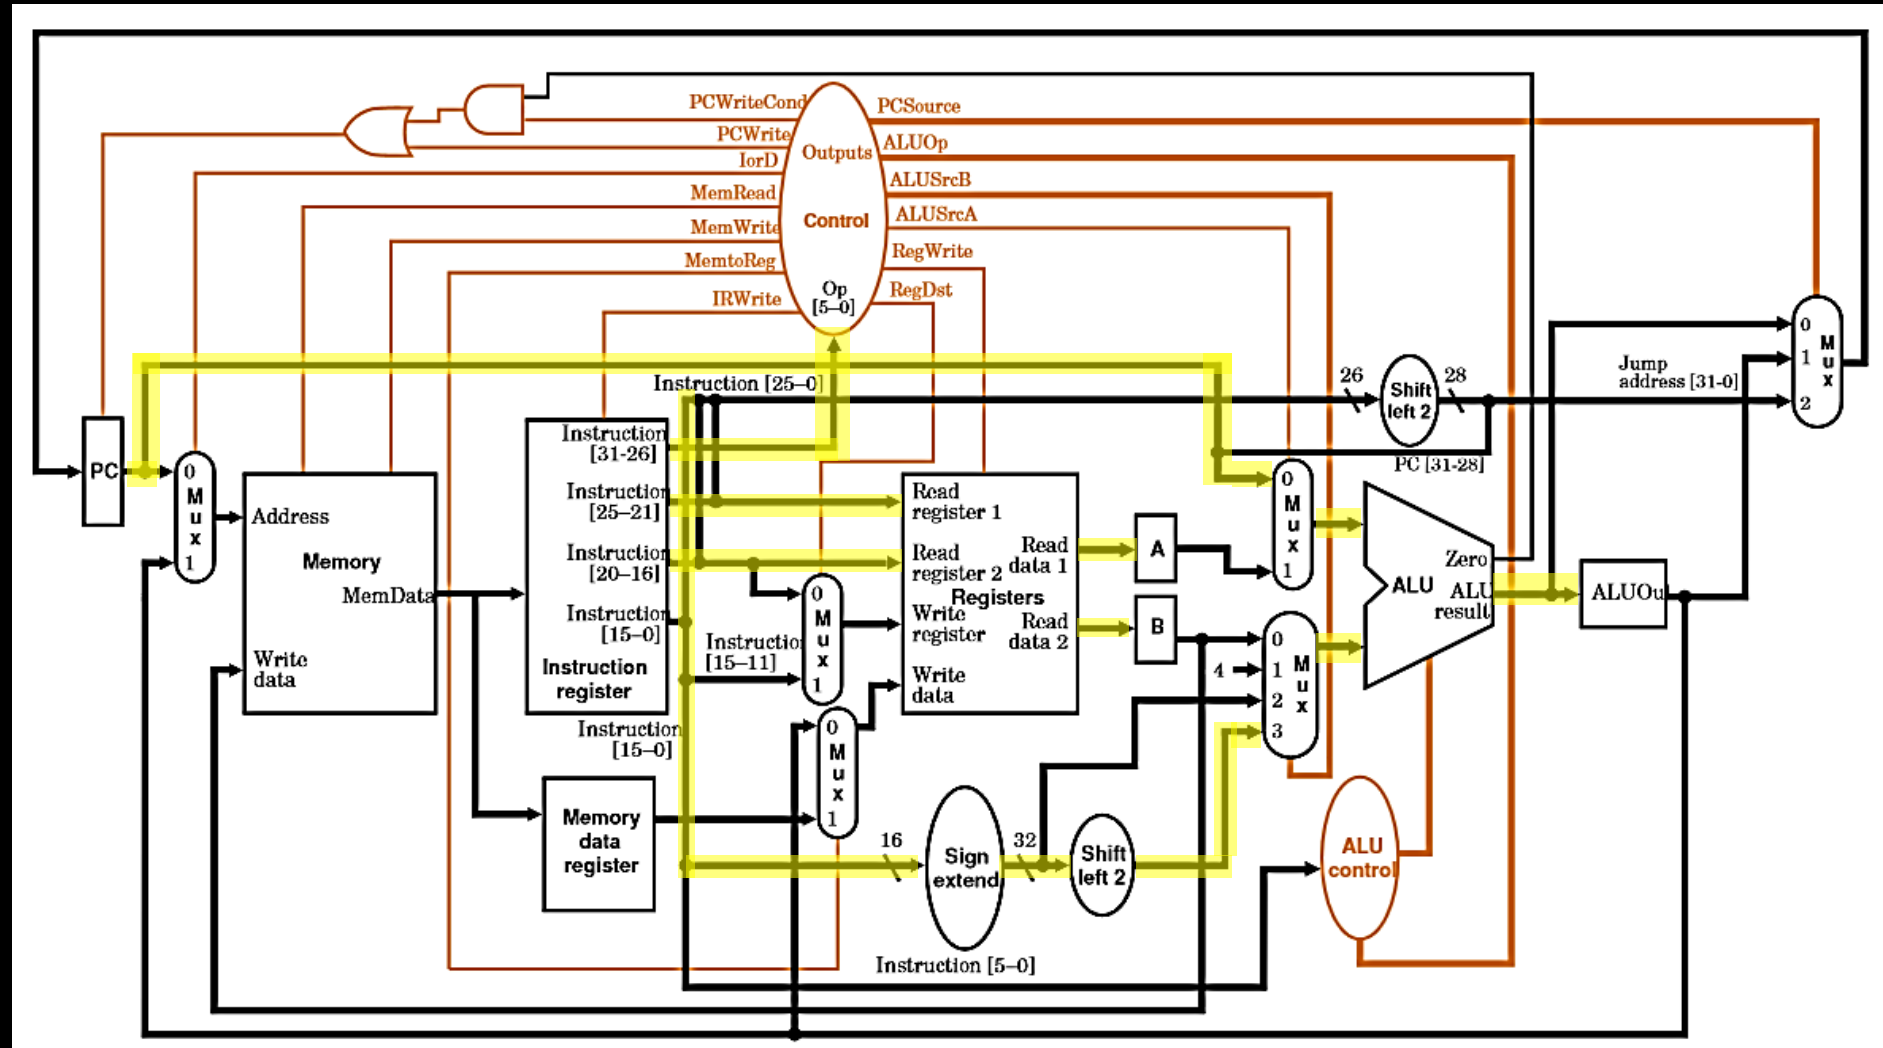 PCWriteCond
PCSource
PCWrite
ALUOp
Outputs
IorD
ALUSrcB
MemRead
ALUSrcA
Control
MemWrite
RegWrite
MemtoReg
RegDst
Op
[5–0]
IRWrite
Instruction [25–0]
26
28
Shift
left 2
Jump
address [31-0]
0
1
2
M
u
x
PC [31-28]
PC
0
M
u
x
1
Address
Memory
MemData
Write
data
Instruction
[31-26]
Instruction
[25–21]
Instruction
[20–16]
Instruction
[15–0]
Instruction
register
Instruction
[15–0]
Instructio
[15–11]
0
M
u
x
1
0
M
u
x
1
Memory
data
register
Read
register 1
Read
register 2
Registers
Write
register
Write
data
Read
data 1
Read
data 2
A
B
0
M
u
x
1
4
0
1
2
3
M
u
x
Zero
ALU
ALU
result
ALUOu
16
Sign
extend
32
Shift
left 2
ALU
control
Instruction [5–0]